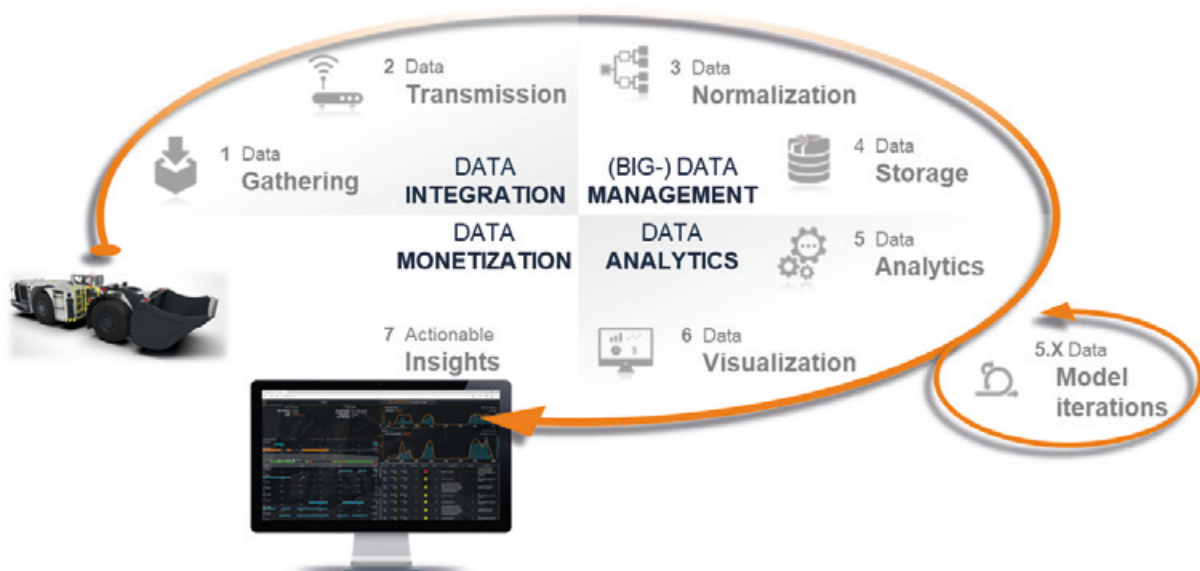 2 Data
Transmission
3 Data
Normalization
1 Data
Gathering
DATA
INTEGRATION
(BIG-) DATA
MANAGEMENT
4 Data
Storage
DATA
MONETIZATION
DATA
ANALYTICS
5 Data
Analytics
7 Actionable
Insights
6 Data
Visualization
5.X Data
Model
iterations